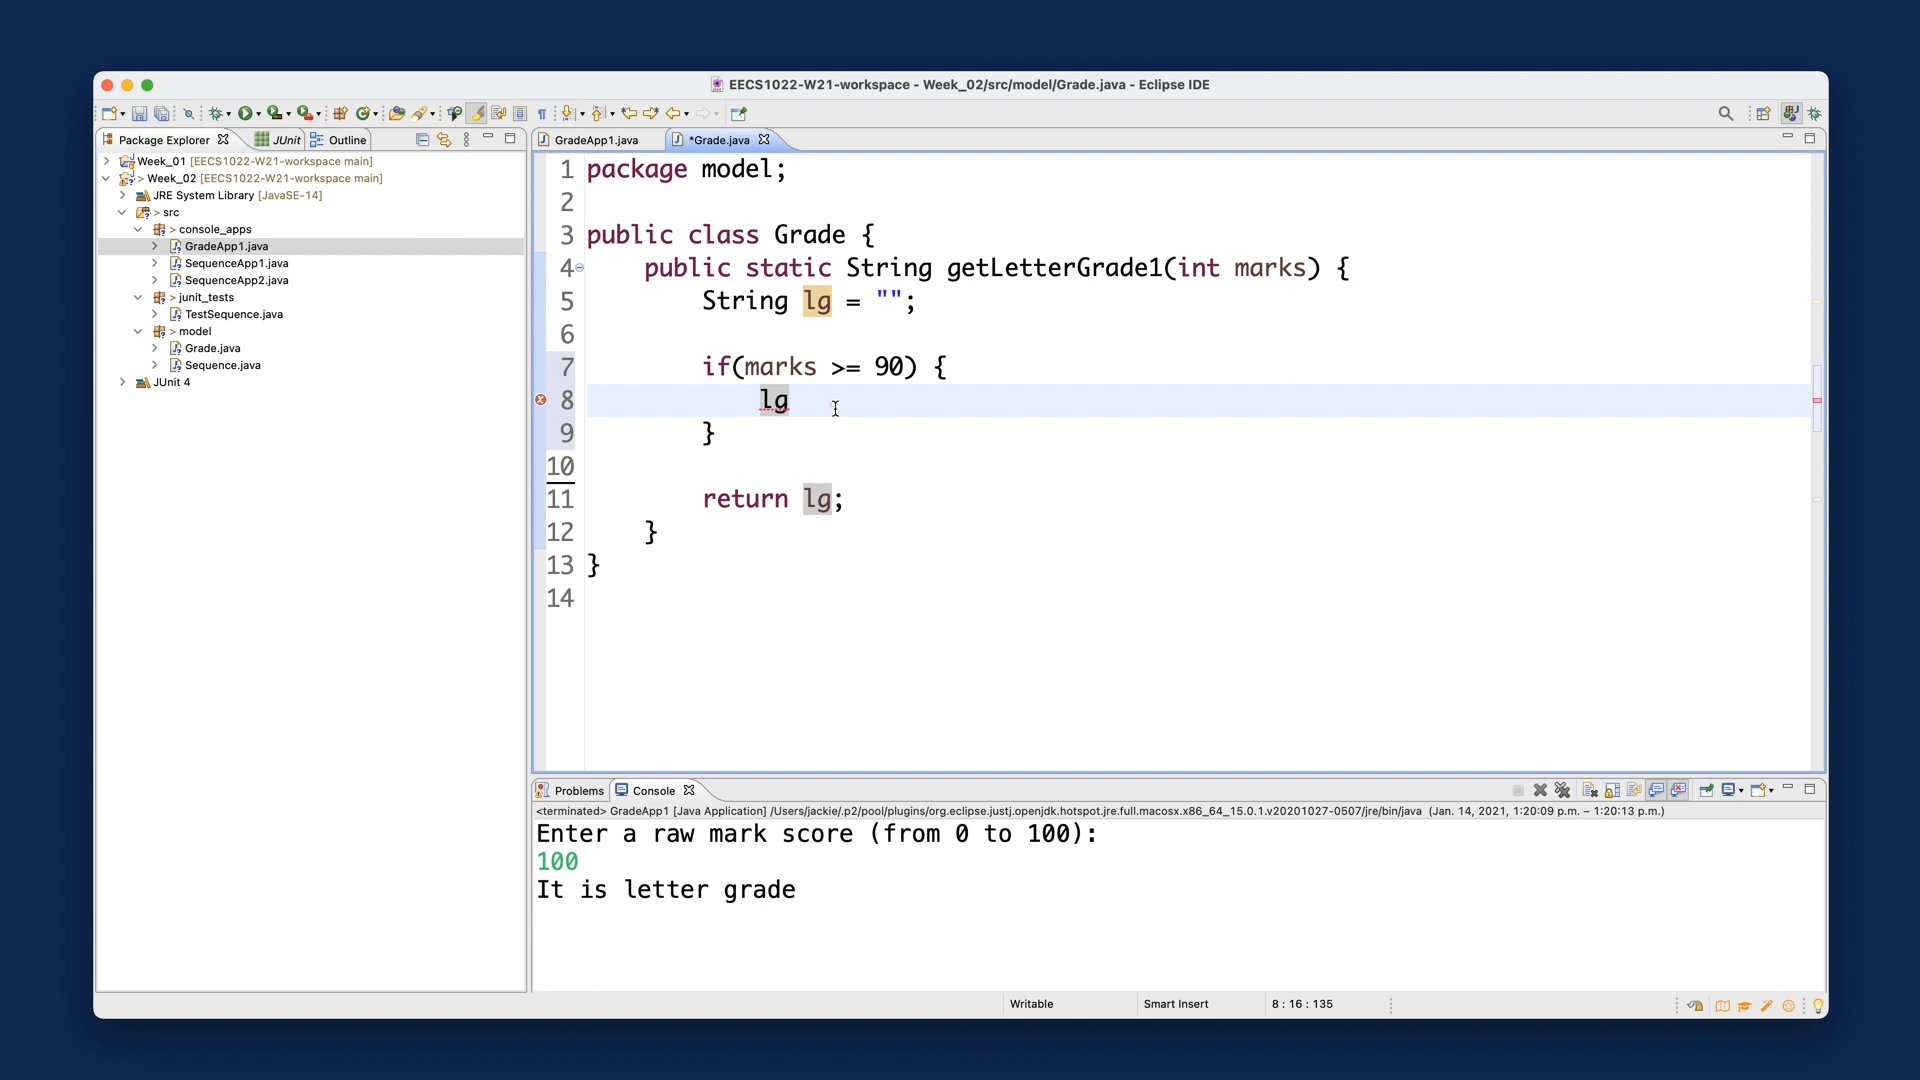 EECS1022-W21-workspace - Week_02/src/model/Grade.java - Eclipse IDE
Package Explorer
JUnit
Outline
GradeApp1.java
*Grade.java
> Week_01 [EECS1022-W21-workspace main]
> Week_02 [EECS1022-W21-workspace main]
JRE System Library [JavaSE-14]
> src
> console_apps
GradeApp1.java
SequenceApp1.java
SequenceApp2.java
> junit_tests
TestSequence.java
> model
Grade.java
Sequence.java
JUnit 4
1 package model;
2
3 public class Grade {
4 public static String getLetterGrade1(int marks) {
5 String lg = "";
6
7 if(marks >= 90) {
8 lg
9 }
10
11 return lg;
12 }
13 }
14
Problems
Console
<terminated> GradeApp1 [Java Application] /Users/jackie/.p2/pool/plugins/org.eclipse.justj.openjdk.hotspot.jre.full.macosx.x86_64_15.0.1.v20201027-0507/jre/bin/java (Jan. 14, 2021, 1:20:09 p.m. – 1:20:13 p.m.)
Enter a raw mark score (from 0 to 100):
100
It is letter grade
Writable
Smart Insert
8 : 16 : 135